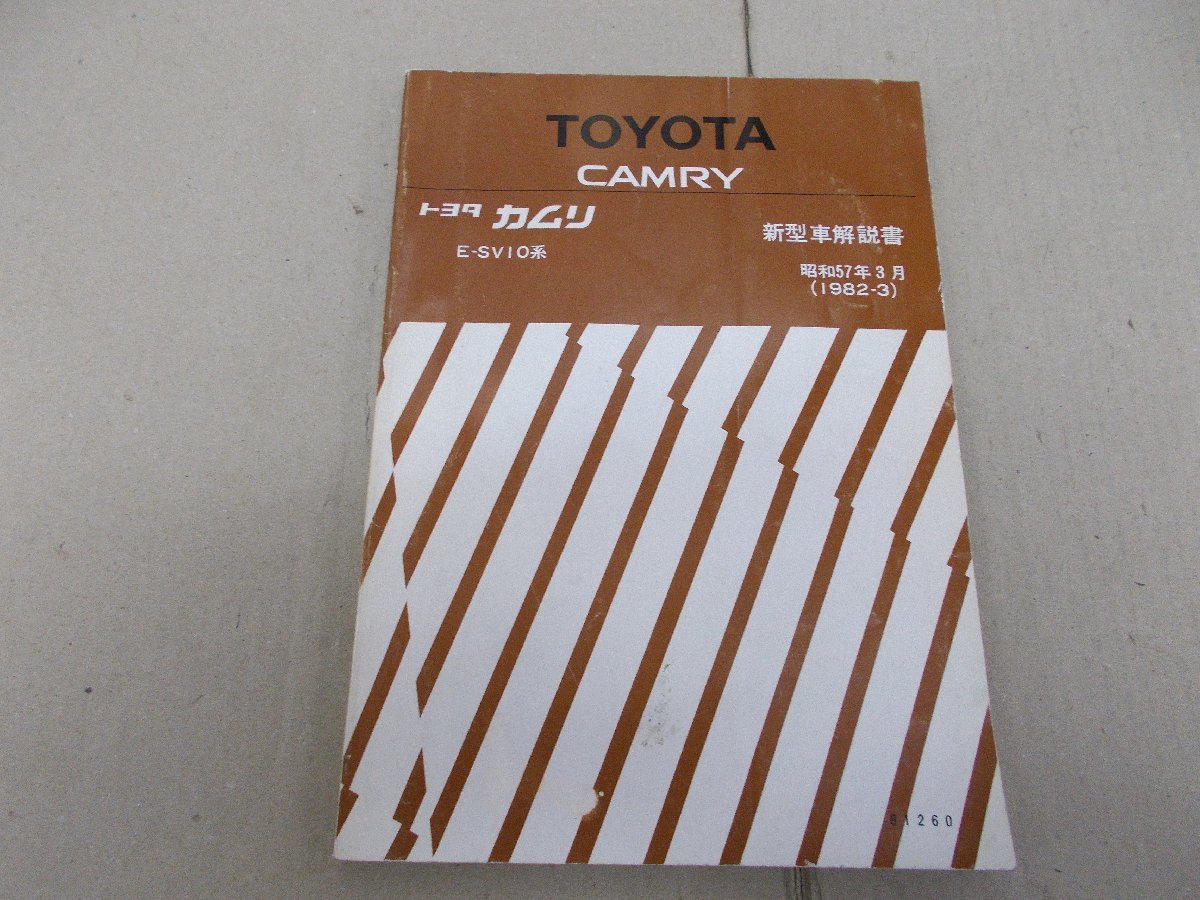 TOYOTA
CAMRY
トヨタ カムリ
新型車解説書
E-SV10系
昭和57年3月
(1982-3)
61260